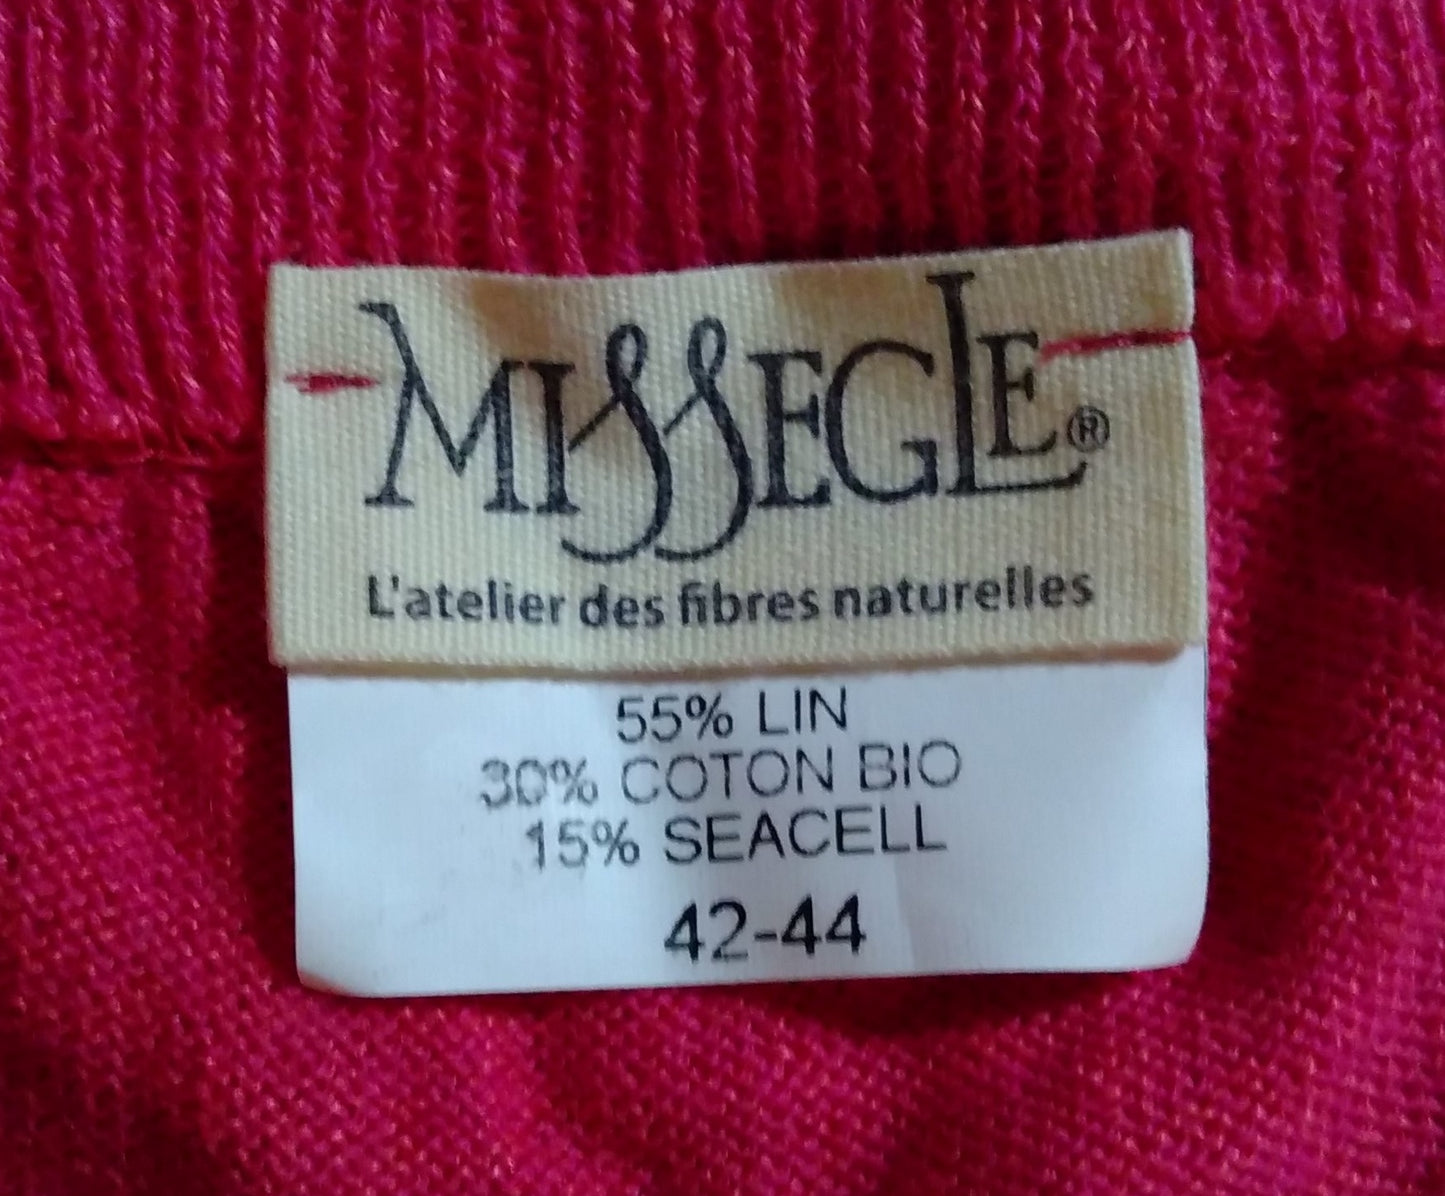 MISSEGLE®
L'atelier des fibres naturelles
55% LIN
30% COTON BIO
15% SEACELL
42-44